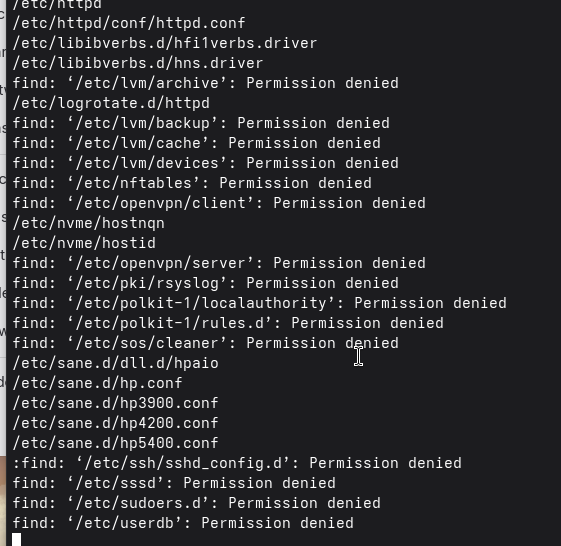 /etc/httpd
/etc/httpd/conf/httpd.conf
/etc/libibverbs.d/hfi1verbs.driver
/etc/libibverbs.d/hns.driver
find: ‘/etc/lvm/archive’: Permission denied
/etc/logrotate.d/httpd
find: ‘/etc/lvm/backup’: Permission denied
find: ‘/etc/lvm/cache’: Permission denied
find: ‘/etc/lvm/devices’: Permission denied
find: ‘/etc/nftables’: Permission denied
find: ‘/etc/openvpn/client’: Permission denied
/etc/nvme/hostnqn
/etc/nvme/hostid
find: ‘/etc/openvpn/server’: Permission denied
find: ‘/etc/pki/rsyslog’: Permission denied
find: ‘/etc/polkit-1/localauthority’: Permission denied
find: ‘/etc/polkit-1/rules.d’: Permission denied
find: ‘/etc/sos/cleaner’: Permission denied
/etc/sane.d/dll.d/hpaio
/etc/sane.d/hp.conf
/etc/sane.d/hp3900.conf
/etc/sane.d/hp4200.conf
/etc/sane.d/hp5400.conf
:find: ‘/etc/ssh/sshd_config.d’: Permission denied
find: ‘/etc/sssd’: Permission denied
find: ‘/etc/sudoers.d’: Permission denied
find: ‘/etc/userdb’: Permission denied